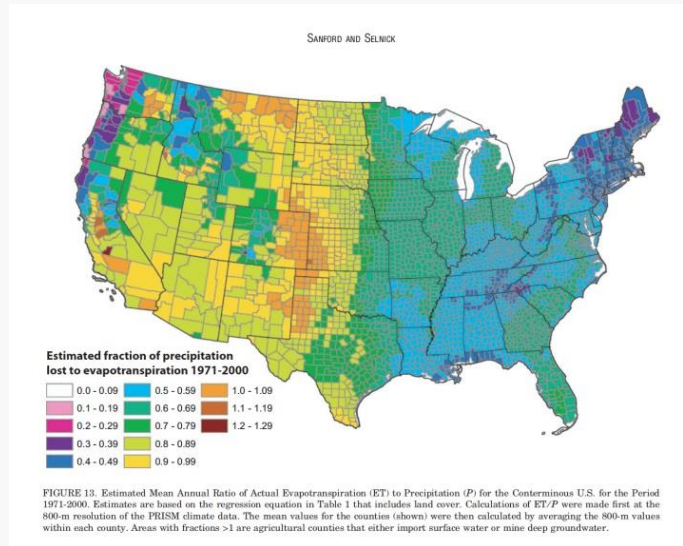 SANFORD AND SELNICK
Estimated fraction of precipitation
lost to evapotranspiration 1971-2000
0.0 - 0.09 0.5 - 0.59 1.0 - 1.09
0.1 - 0.19 0.6 - 0.69 1.1 - 1.19
0.2 - 0.29 0.7 - 0.79 1.2 - 1.29
0.3 - 0.39 0.8 - 0.89
0.4 - 0.49 0.9 - 0.99
FIGURE 13. Estimated Mean Annual Ratio of Actual Evapotranspiration (ET) to Precipitation (P) for the Conterminous U.S. for the Period
1971-2000. Estimates are based on the regression equation in Table 1 that includes land cover. Calculations of ET/P were made first at the
800-m resolution of the PRISM climate data. The mean values for the counties (shown) were then calculated by averaging the 800-m values
within each county. Areas with fractions >1 are agricultural counties that either import surface water or mine deep groundwater.